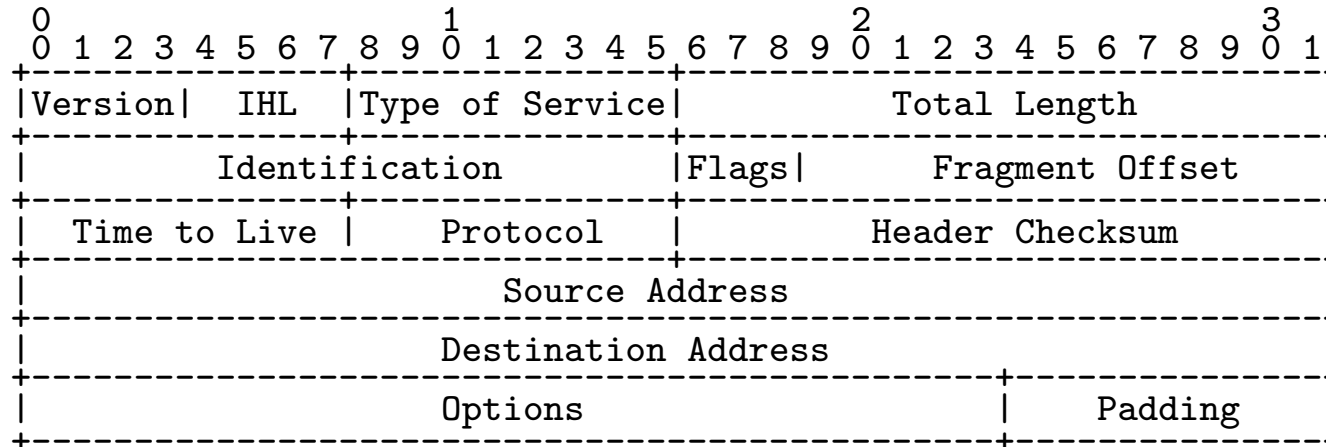 0                   1                   2                   3
0 1 2 3 4 5 6 7 8 9 0 1 2 3 4 5 6 7 8 9 0 1 2 3 4 5 6 7 8 9 0 1
|Version|  IHL  |Type of Service|          Total Length
|         Identification        |Flags|      Fragment Offset
|  Time to Live |    Protocol   |         Header Checksum
|                       Source Address
|                    Destination Address
|                    Options                    |    Padding